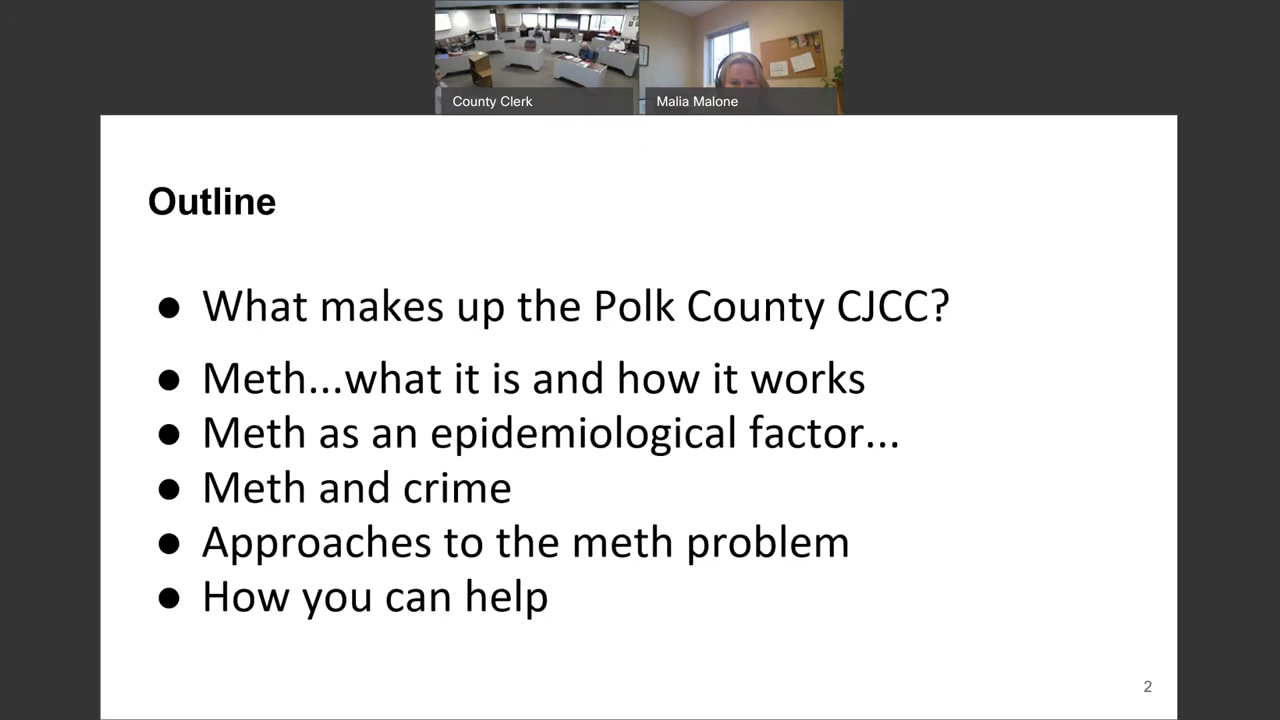 County Clerk
Malia Malone
Outline
● What makes up the Polk County CJCC?
● Meth...what it is and how it works
● Meth as an epidemiological factor...
● Meth and crime
● Approaches to the meth problem
● How you can help
2